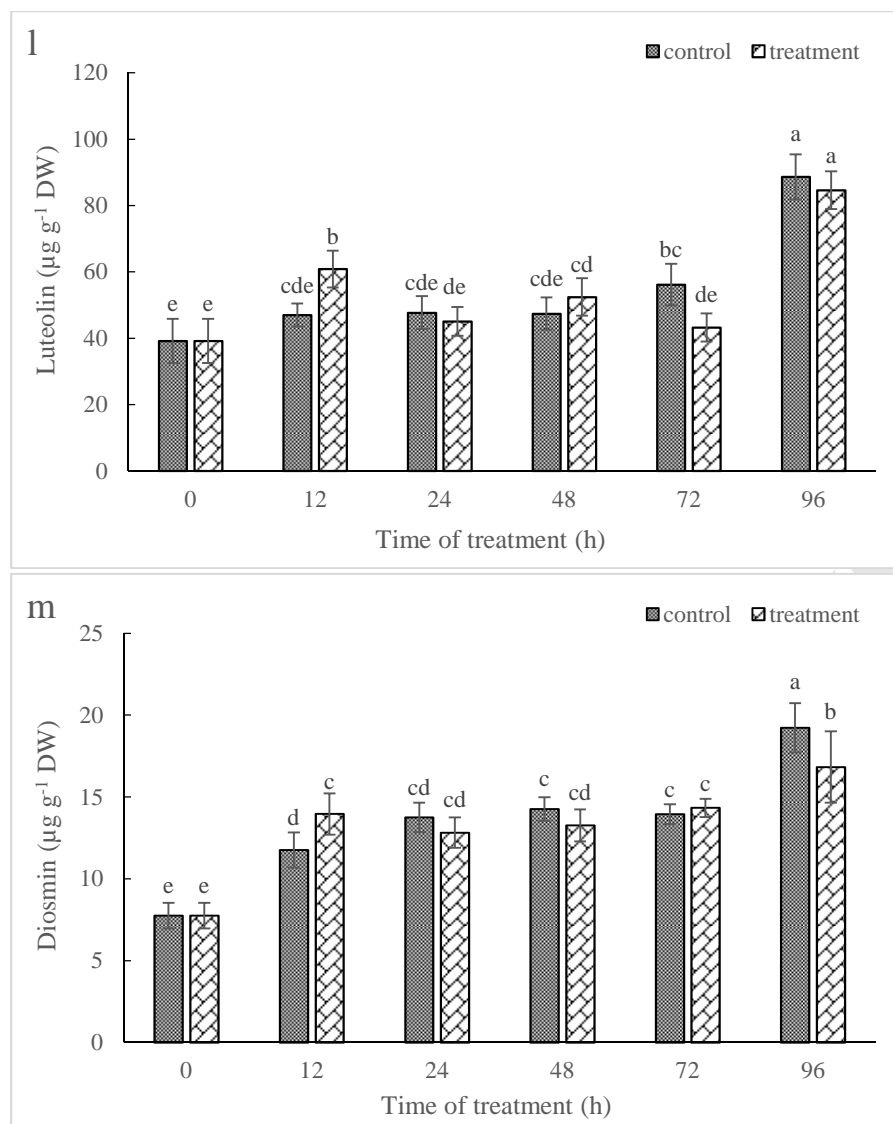 l
control treatment
120
100
80
60
40
20
0
Luteolin (µg g-1 DW)
e e cde b cde de cde cd bc de a a
0 12 24 48 72 96
Time of treatment (h)
m
control treatment
25
20
15
10
5
0
Diosmin (µg g-1 DW)
e e d c cd cd c cd c c a b
0 12 24 48 72 96
Time of treatment (h)